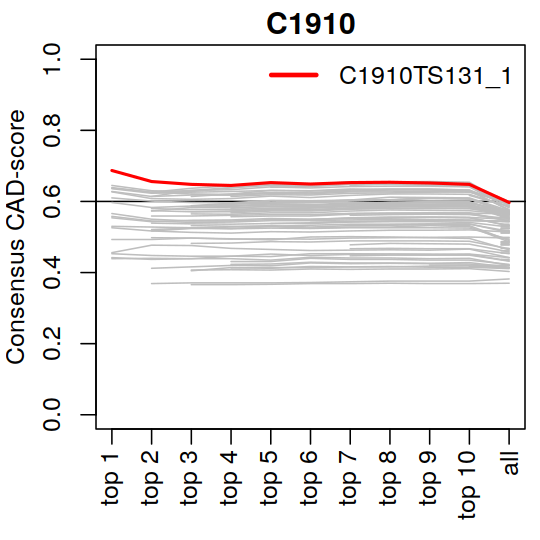 C1910
C1910TS131_1
Consensus CAD-score
1.0
0.8
0.6
0.4
0.2
0.0
top 1
top 2
top 3
top 4
top 5
top 6
top 7
top 8
top 9
top 10
all